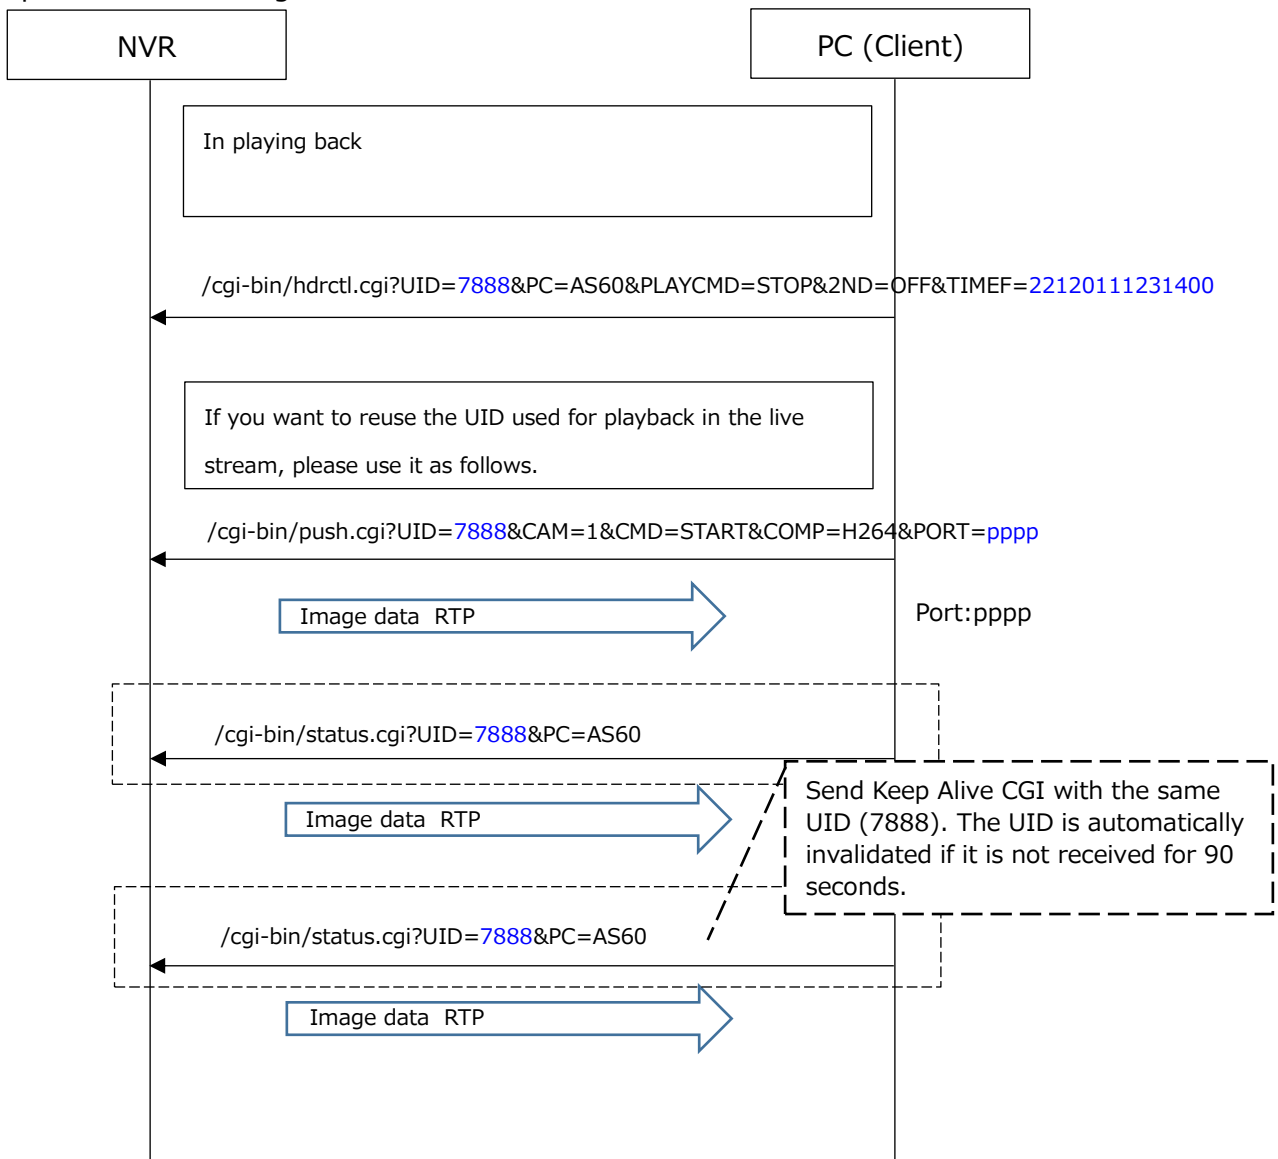 NVR
PC (Client)
In playing back
/cgi-bin/hdrctl.cgi?UID=7888&PC=AS60&PLAYCMD=STOP&2ND=OFF&TIMEF=22120111231400
If you want to reuse the UID used for playback in the live
stream, please use it as follows.
/cgi-bin/push.cgi?UID=7888&CAM=1&CMD=START&COMP=H264&PORT=pppp
Image data  RTP
Port:pppp
/cgi-bin/status.cgi?UID=7888&PC=AS60
Send Keep Alive CGI with the same
UID (7888). The UID is automatically
invalidated if it is not received for 90
seconds.
Image data  RTP
/cgi-bin/status.cgi?UID=7888&PC=AS60
Image data  RTP